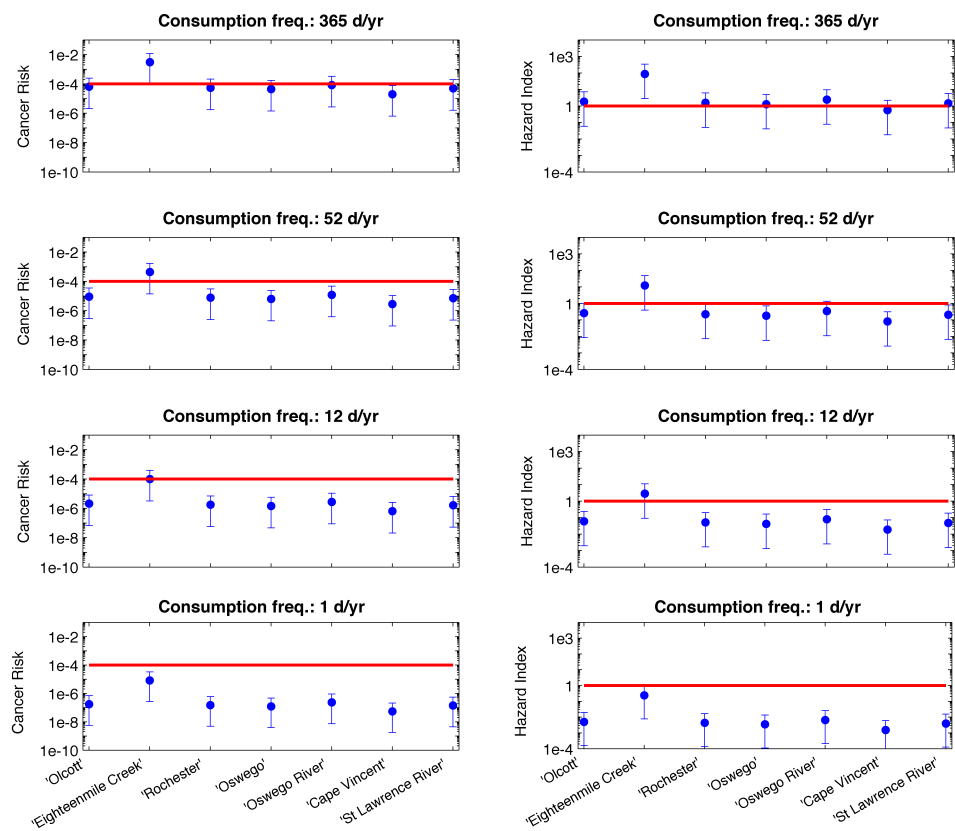 Consumption freq.: 365 d/yr
Cancer Risk
1e-2
1e-4
1e-6
1e-8
1e-10
Consumption freq.: 365 d/yr
Hazard Index
1e3
1
1e-4
Consumption freq.: 52 d/yr
Cancer Risk
1e-2
1e-4
1e-6
1e-8
1e-10
Consumption freq.: 52 d/yr
Hazard Index
1e3
1
1e-4
Consumption freq.: 12 d/yr
Cancer Risk
1e-2
1e-4
1e-6
1e-8
1e-10
Consumption freq.: 12 d/yr
Hazard Index
1e3
1
1e-4
Consumption freq.: 1 d/yr
Cancer Risk
1e-2
1e-4
1e-6
1e-8
1e-10
'Olcott'
'Eighteenmile Creek'
'Rochester'
'Oswego'
'Oswego River'
'Cape Vincent'
'St Lawrence River'
Consumption freq.: 1 d/yr
Hazard Index
1e3
1
1e-4
'Olcott'
'Eighteenmile Creek'
'Rochester'
'Oswego'
'Oswego River'
'Cape Vincent'
'St Lawrence River'